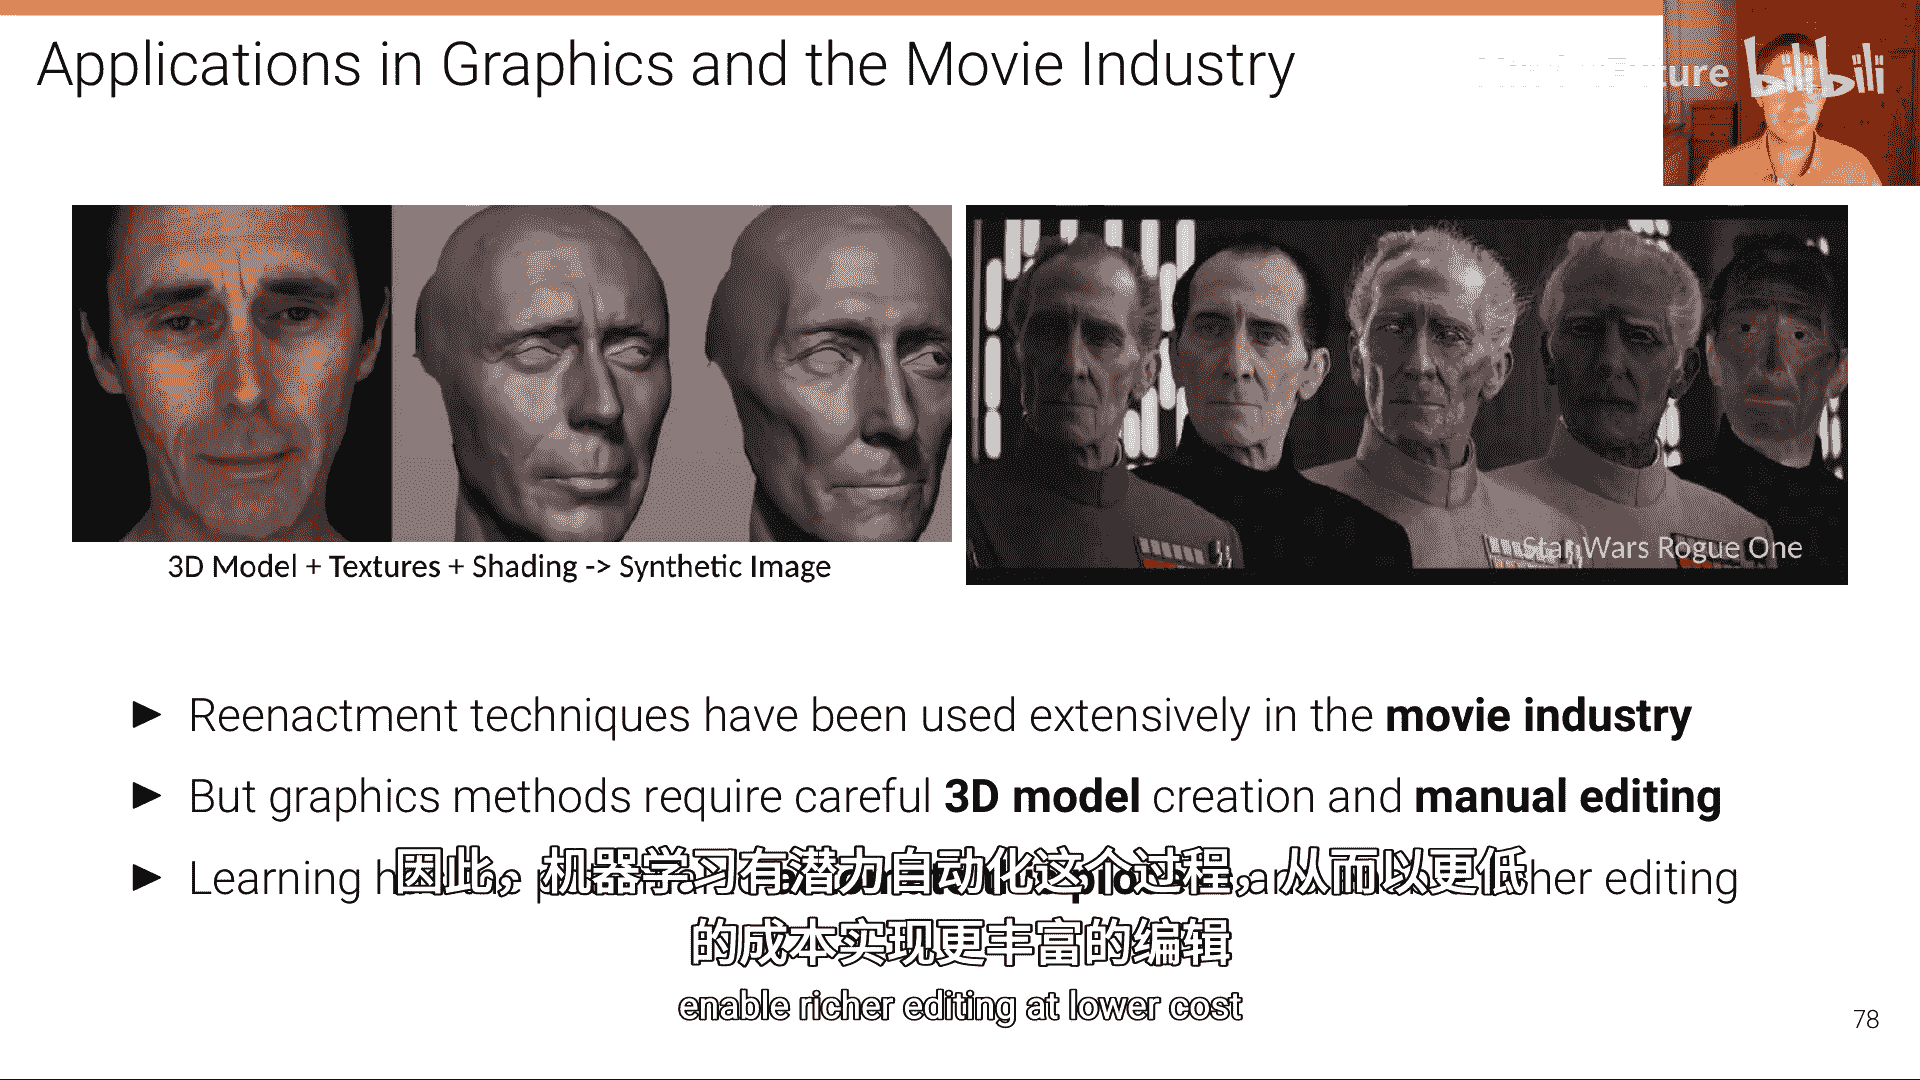 Applications in Graphics and the Movie Industry
ture bilibili
3D Model + Textures + Shading -> Synthetic Image
Star Wars Rogue One
► Reenactment techniques have been used extensively in the movie industry
► But graphics methods require careful 3D model creation and manual editing
► Learning editing
因此，机器学习有潜力自动化这个过程，从而以更低
的成本实现更丰富的编辑
enable richer editing at lower cost
78